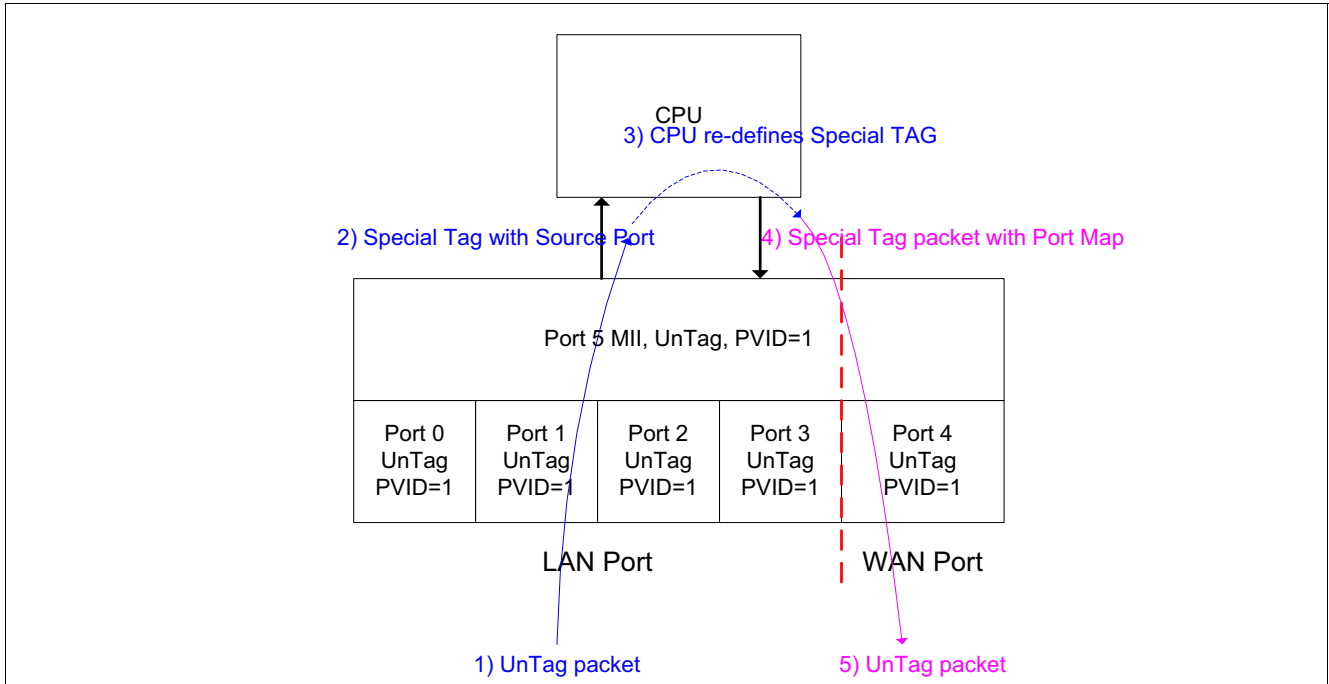 CPU
3) CPU re-defines Special TAG
2) Special Tag with Source Port
4) Special Tag packet with Port Map
Port 5 MII, UnTag, PVID=1
Port 0
UnTag
PVID=1
Port 1
UnTag
PVID=1
Port 2
UnTag
PVID=1
Port 3
UnTag
PVID=1
Port 4
UnTag
PVID=1
LAN Port
WAN Port
1) UnTag packet
5) UnTag packet